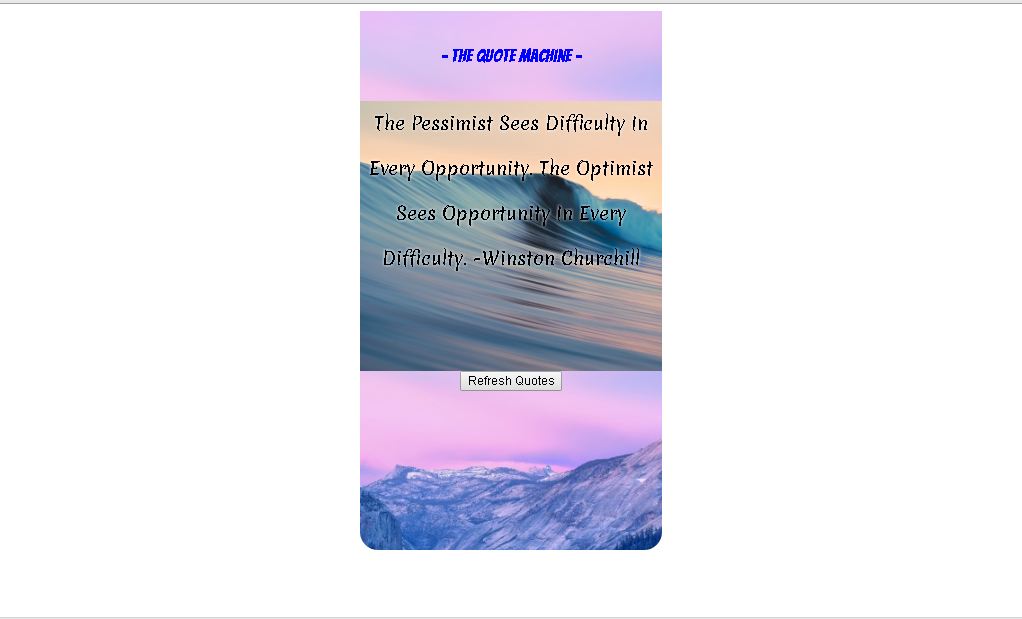 - THE QUOTE MACHINE -
The Pessimist Sees Difficulty In
Every Opportunity. The Optimist
Sees Opportunity In Every
Difficulty. -Winston Churchill
Refresh Quotes